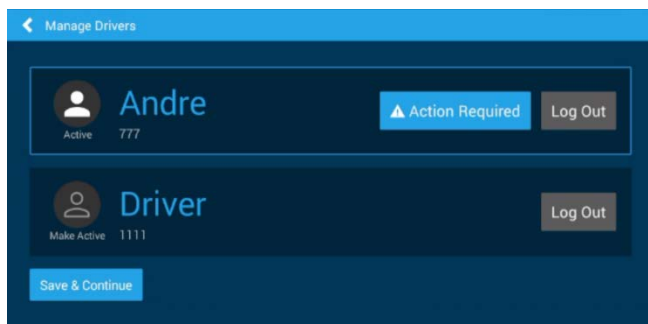 Manage Drivers
Andre
Action Required
Log Out
Active
777
Driver
Log Out
Make Active
1111
Save & Continue